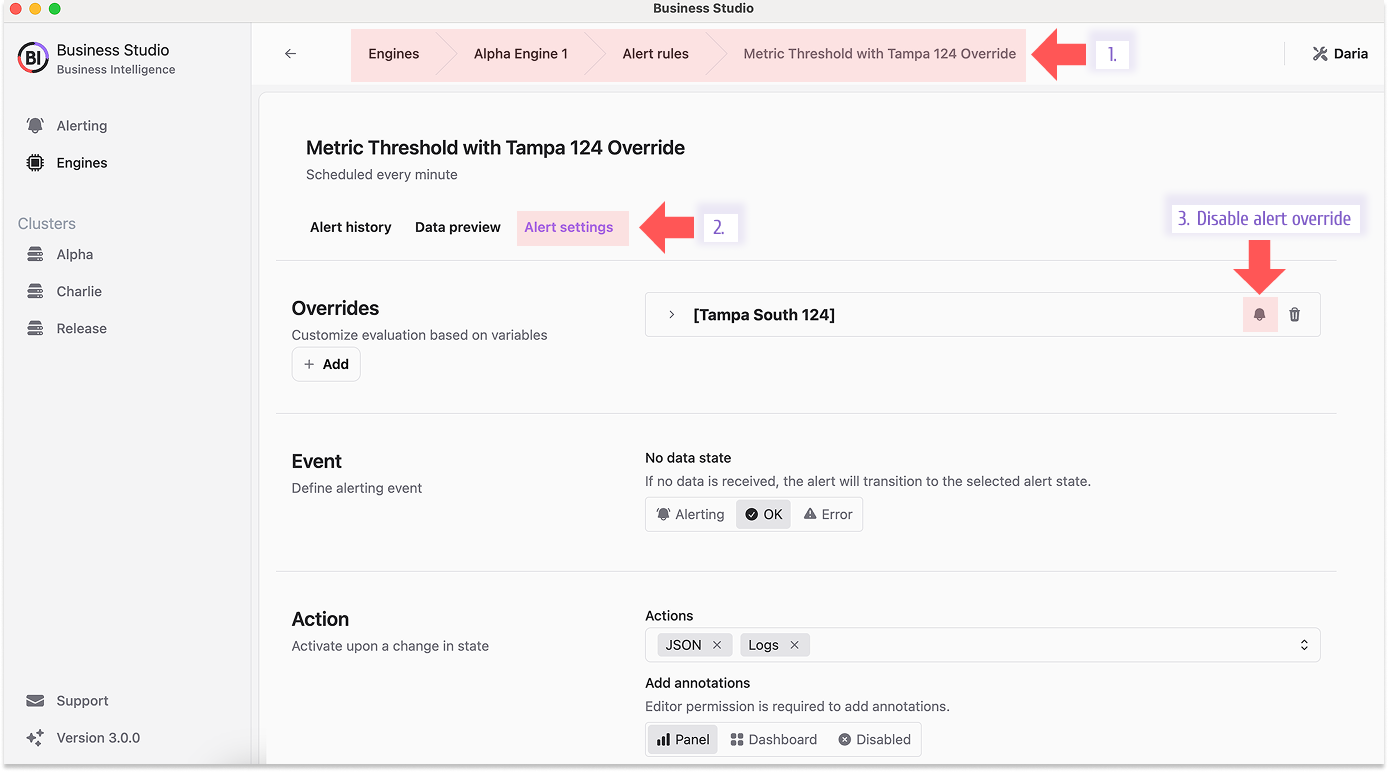 Business Studio
BI
Business Studio
Business Intelligence
Engines
Alpha Engine 1
Alert rules
Metric Threshold with Tampa 124 Override
1.
Daria
Alerting
Engines
Clusters
Alpha
Charlie
Release
Support
Version 3.0.0
Metric Threshold with Tampa 124 Override
Scheduled every minute
Alert history
Data preview
Alert settings
2.
3. Disable alert override
Overrides
Customize evaluation based on variables
+ Add
[Tampa South 124]
Event
Define alerting event
No data state
If no data is received, the alert will transition to the selected alert state.
Alerting
OK
Error
Action
Activate upon a change in state
Actions
JSON
Logs
Add annotations
Editor permission is required to add annotations.
Panel
Dashboard
Disabled